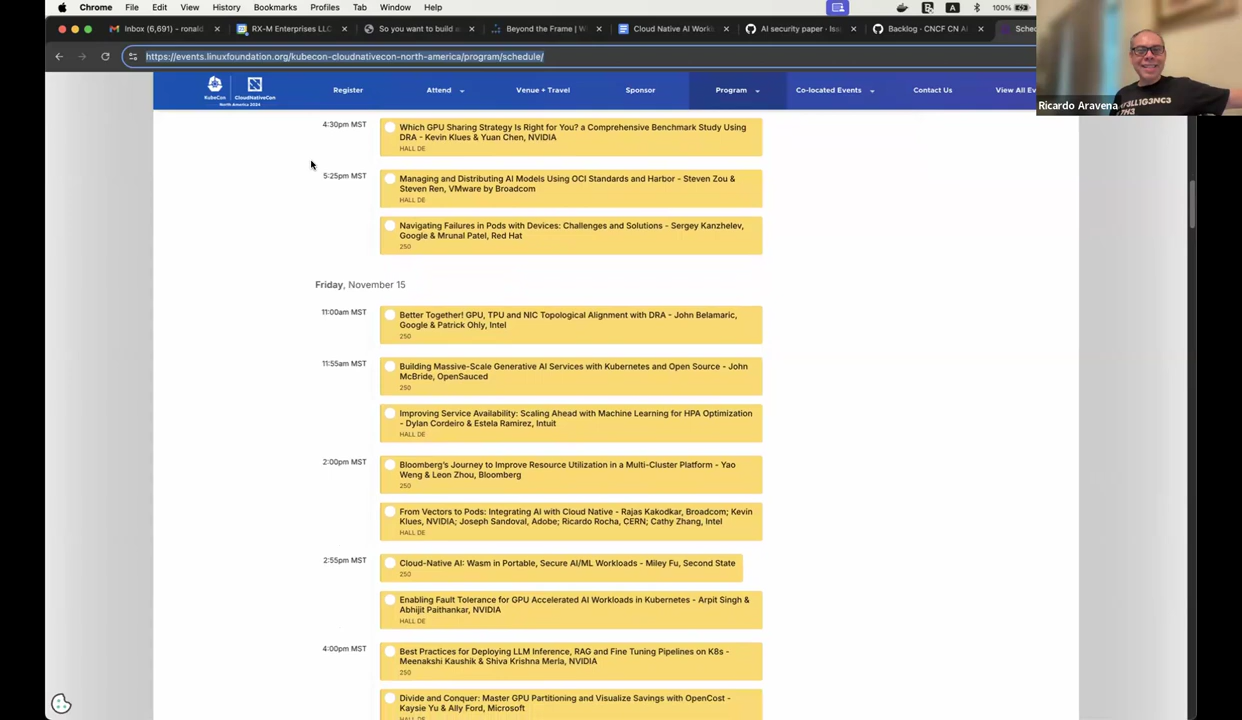 Chrome File Edit View History Bookmarks Profiles Tab Window Help 100%
Inbox (6,691) - ronald
RX-M Enterprises LLC
So you want to build a
Beyond the Frame | W
Cloud Native AI Work
AI security paper · Iss
Backlog · CNCF CN AI
Sche
https://events.linuxfoundation.org/kubecon-cloudnativecon-north-america/program/schedule/
Ricardo Aravena
KubeCon CloudNativeCon
North America 2024
Register Attend Venue + Travel Sponsor Program Co-located Events Contact Us View All Ev
4:30pm MST
Which GPU Sharing Strategy Is Right for You? a Comprehensive Benchmark Study Using
DRA - Kevin Klues & Yuan Chen, NVIDIA
HALL DE
5:25pm MST
Managing and Distributing AI Models Using OCI Standards and Harbor - Steven Zou &
Steven Ren, VMware by Broadcom
HALL DE
Navigating Failures in Pods with Devices: Challenges and Solutions - Sergey Kanzhelev,
Google & Mrunal Patel, Red Hat
250
Friday, November 15
11:00am MST
Better Together! GPU, TPU and NIC Topological Alignment with DRA - John Belamaric,
Google & Patrick Ohly, Intel
250
11:55am MST
Building Massive-Scale Generative AI Services with Kubernetes and Open Source - John
McBride, OpenSauced
250
Improving Service Availability: Scaling Ahead with Machine Learning for HPA Optimization
- Dylan Cordeiro & Estela Ramirez, Intuit
HALL DE
2:00pm MST
Bloomberg's Journey to Improve Resource Utilization in a Multi-Cluster Platform - Yao
Weng & Leon Zhou, Bloomberg
250
From Vectors to Pods: Integrating AI with Cloud Native - Rajas Kakodkar, Broadcom; Kevin
Klues, NVIDIA; Joseph Sandoval, Adobe; Ricardo Rocha, CERN; Cathy Zhang, Intel
HALL DE
2:55pm MST
Cloud-Native AI: Wasm in Portable, Secure AI/ML Workloads - Miley Fu, Second State
250
Enabling Fault Tolerance for GPU Accelerated AI Workloads in Kubernetes - Arpit Singh &
Abhijit Paithankar, NVIDIA
HALL DE
4:00pm MST
Best Practices for Deploying LLM Inference, RAG and Fine Tuning Pipelines on K8s -
Meenakshi Kaushik & Shiva Krishna Merla, NVIDIA
250
Divide and Conquer: Master GPU Partitioning and Visualize Savings with OpenCost -
Kaysie Yu & Ally Ford, Microsoft
HALL DE